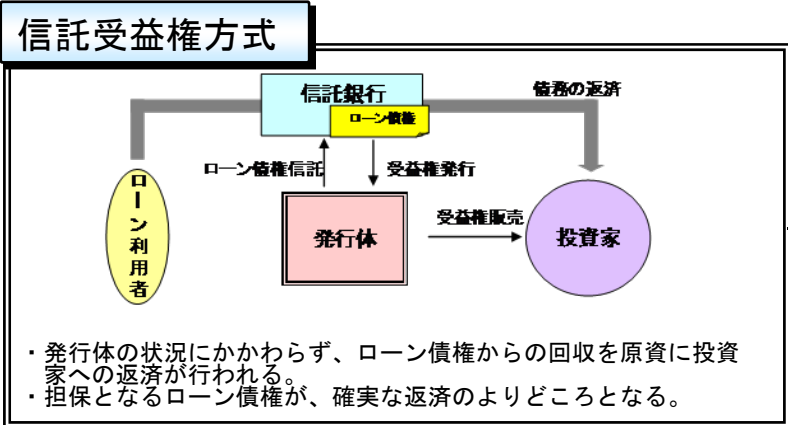 信託受益権方式
信託銀行
ローン債権
債務の返済
ローン債権信託
受益権発行
ローン利用者
発行体
受益権販売
投資家
・発行体の状況にかかわらず、ローン債権からの回収を原資に投資
家への返済が行われる。
・担保となるローン債権が、確実な返済のよりどころとなる。